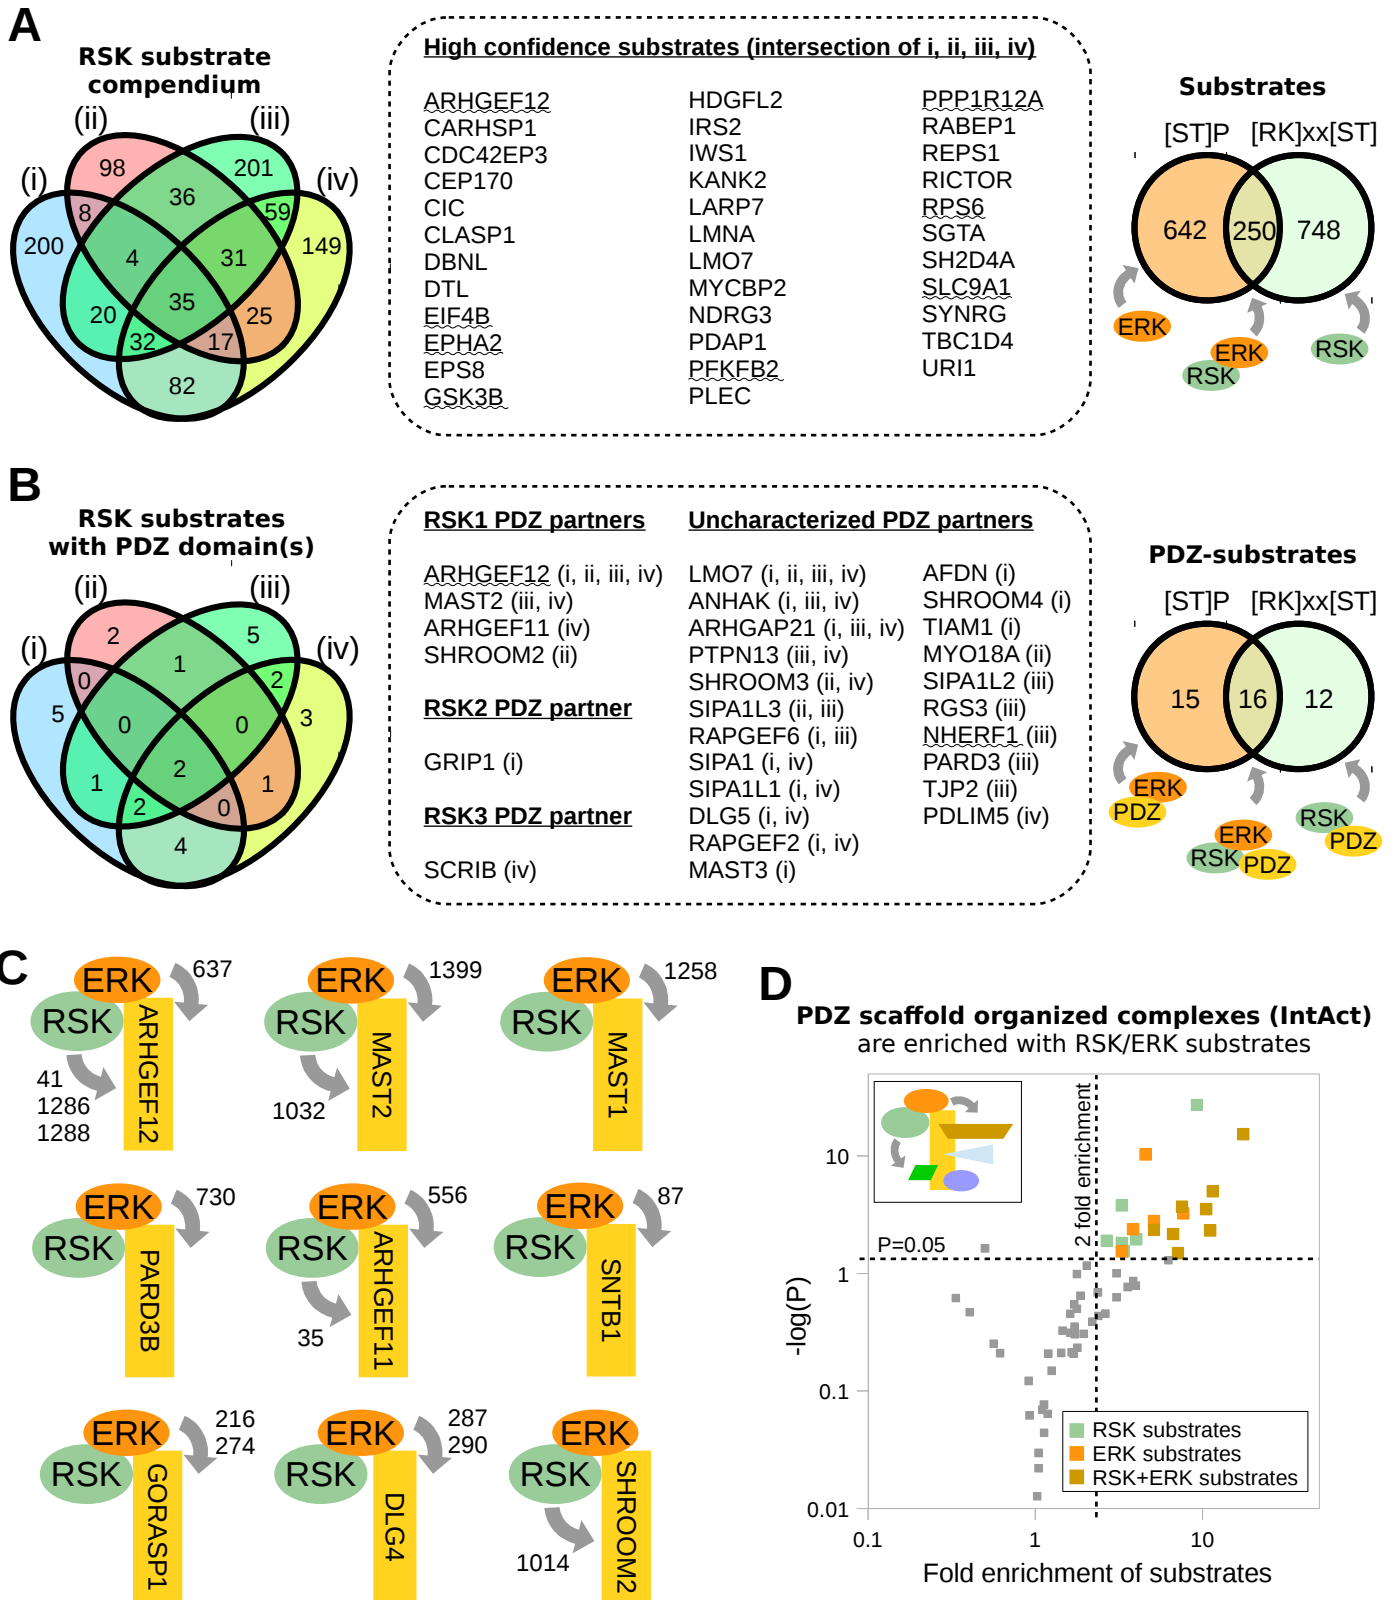 A
RSK substrate
compendium
(i)
(ii)
(iii)
(iv)
98
201
36
8
59
200
149
4
31
35
20
25
32
17
82
High confidence substrates (intersection of i, ii, iii, iv)
ARHGEF12
CARHSP1
CDC42EP3
CEP170
CIC
CLASP1
DBNL
DTL
EIF4B
EPHA2
EPS8
GSK3B
HDGFL2
IRS2
IWS1
KANK2
LARP7
LMNA
LMO7
MYCBP2
NDRG3
PDAP1
PFKFB2
PLEC
PPP1R12A
RABEP1
REPS1
RICTOR
RPS6
SGTA
SH2D4A
SLC9A1
SYNRG
TBC1D4
URI1
Substrates
[ST]P
[RK]xx[ST]
642
250
748
ERK
ERK
RSK
RSK
B
RSK substrates
with PDZ domain(s)
(i)
(ii)
(iii)
(iv)
2
5
1
0
2
5
3
0
0
2
1
1
2
0
4
RSK1 PDZ partners
ARHGEF12 (i, ii, iii, iv)
MAST2 (iii, iv)
ARHGEF11 (iv)
SHROOM2 (ii)
RSK2 PDZ partner
GRIP1 (i)
RSK3 PDZ partner
SCRIB (iv)
Uncharacterized PDZ partners
LMO7 (i, ii, iii, iv)
ANHAK (i, iii, iv)
ARHGAP21 (i, iii, iv)
PTPN13 (iii, iv)
SHROOM3 (ii, iv)
SIPA1L3 (ii, iii)
RAPGEF6 (i, iii)
SIPA1 (i, iv)
SIPA1L1 (i, iv)
DLG5 (i, iv)
RAPGEF2 (i, iv)
MAST3 (i)
AFDN (i)
SHROOM4 (i)
TIAM1 (i)
MYO18A (ii)
SIPA1L2 (iii)
RGS3 (iii)
NHERF1 (iii)
PARD3 (iii)
TJP2 (iii)
PDLIM5 (iv)
PDZ-substrates
[ST]P
[RK]xx[ST]
15
16
12
ERK
PDZ
ERK
RSK
PDZ
RSK
PDZ
C
ERK
RSK
ARHGEF12
637
41
1286
1288
ERK
RSK
MAST2
1399
1032
ERK
RSK
MAST1
1258
ERK
RSK
PARD3B
730
ERK
RSK
ARHGEF11
556
35
ERK
RSK
SNTB1
87
ERK
RSK
GORASP1
216
274
ERK
RSK
DLG4
287
290
ERK
RSK
SHROOM2
1014
D
PDZ scaffold organized complexes (IntAct)
are enriched with RSK/ERK substrates
2 fold enrichment
P=0.05
-log(P)
10
1
0.1
0.01
RSK substrates
ERK substrates
RSK+ERK substrates
0.1
1
10
Fold enrichment of substrates